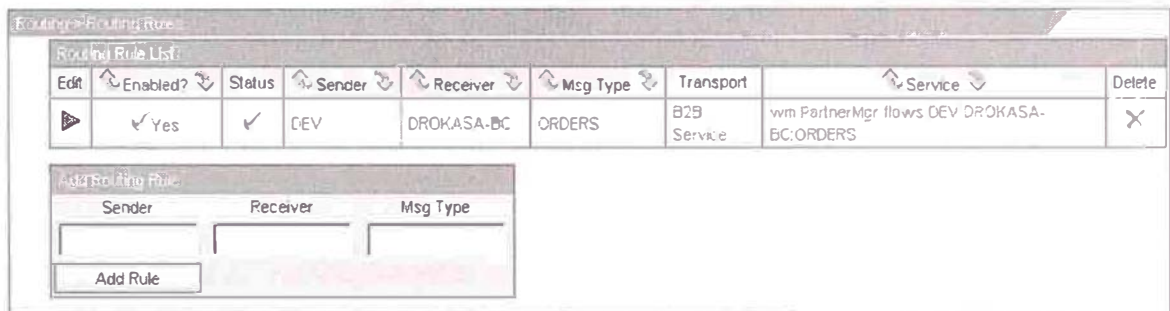 Routing > Routing Rules
Routing Rule List
Edit Enabled? Status Sender Receiver Msg Type Transport Service Delete
Yes DEV DROKASA-BC ORDERS B2B Service wm PartnerMgr flows DEV DROKASA-BC:ORDERS
Add Routing Rule
Sender Receiver Msg Type
Add Rule